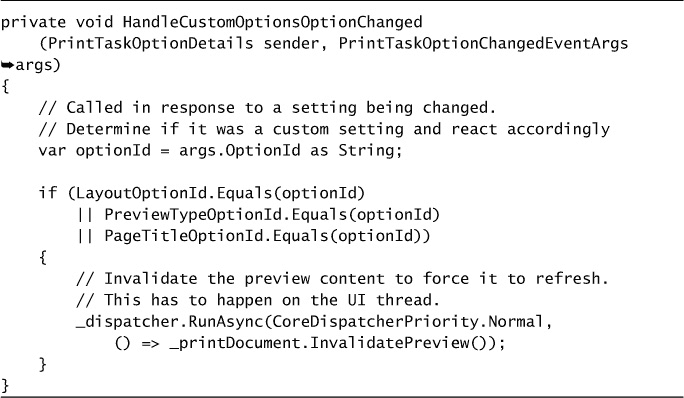 private void HandleCustomOptionsOptionChanged
    (PrintTaskOptionDetails sender, PrintTaskOptionChangedEventArgs
➥args)
{
    // Called in response to a setting being changed.
    // Determine if it was a custom setting and react accordingly
    var optionId = args.OptionId as String;

    if (LayoutOptionId.Equals(optionId)
        || PreviewTypeOptionId.Equals(optionId)
        || PageTitleOptionId.Equals(optionId))
    {
        // Invalidate the preview content to force it to refresh.
        // This has to happen on the UI thread.
        _dispatcher.RunAsync(CoreDispatcherPriority.Normal,
            () => _printDocument.InvalidatePreview());
    }
}